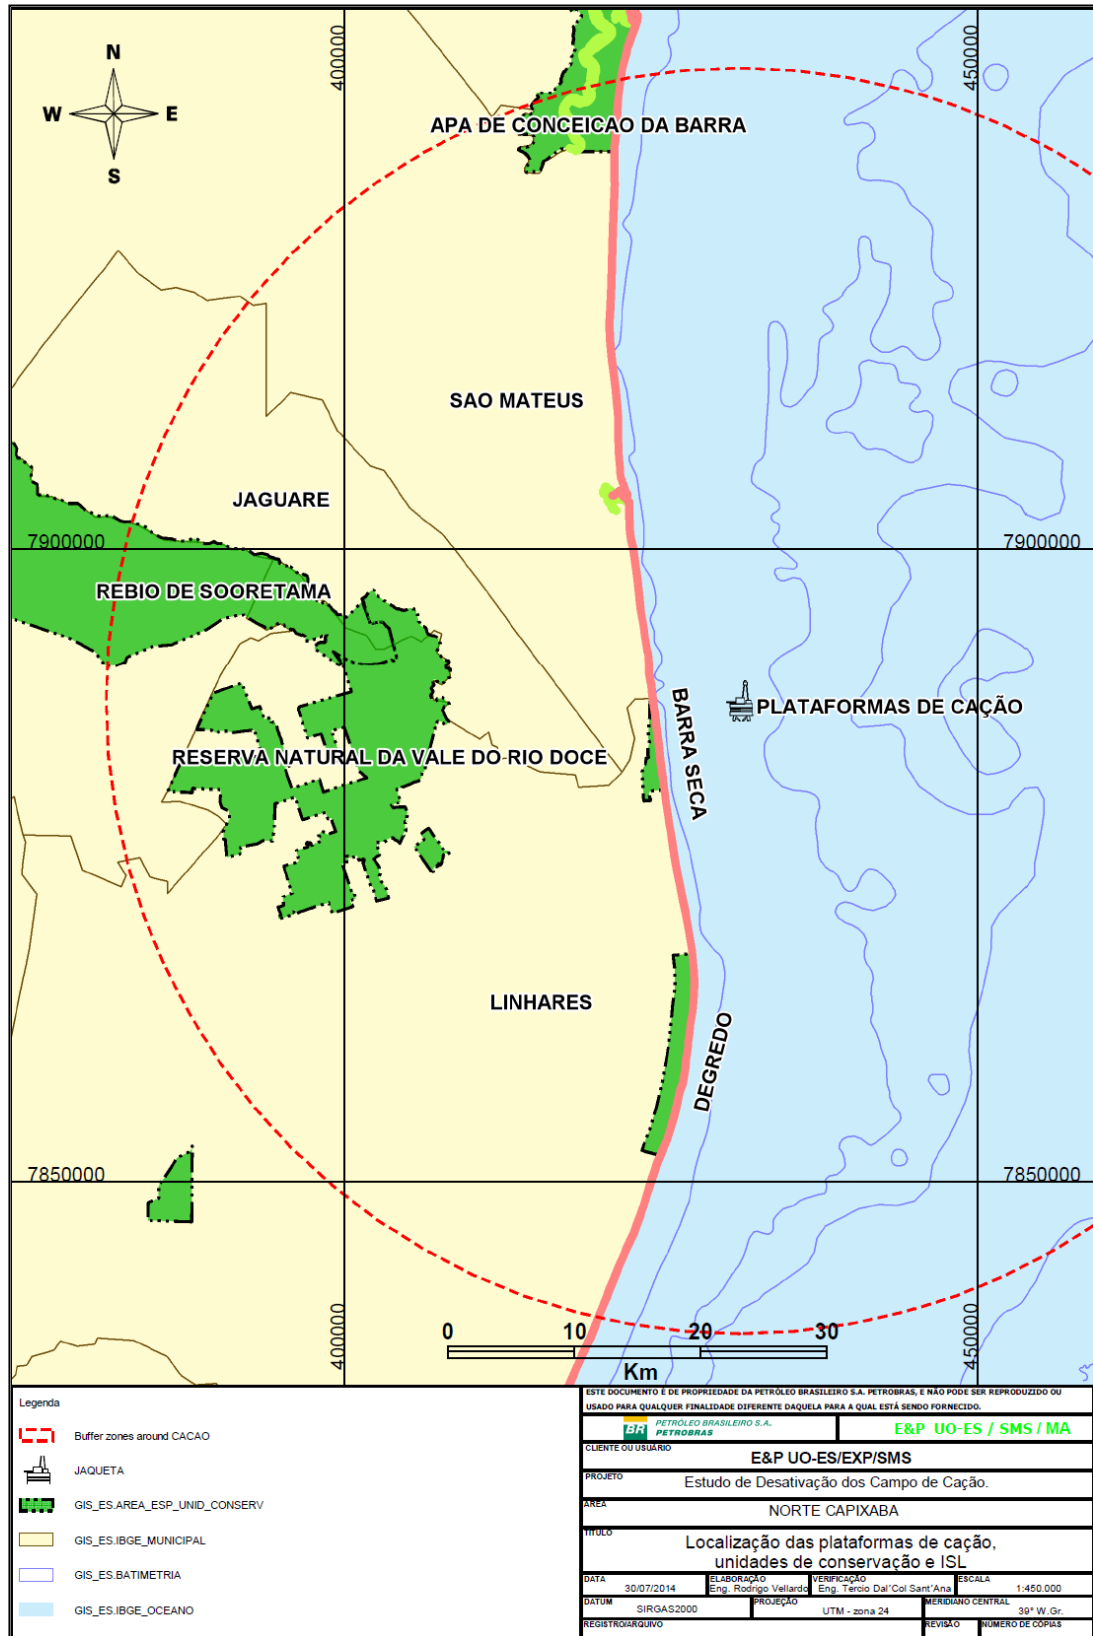 400000
450000
N
W
E
S
APA DE CONCEICAO DA BARRA
SAO MATEUS
JAGUARE
7900000
7900000
REBIO DE SOORETAMA
BARRA SECA
PLATAFORMAS DE CAÇÃO
RESERVA NATURAL DA VALE DO RIO DOCE
LINHARES
DEGREDO
7850000
7850000
400000
450000
0
10
20
30
Km
Legenda
Buffer zones around CACAO
JAQUETA
GIS_ES.AREA_ESP_UNID_CONSERV
GIS_ES.IBGE_MUNICIPAL
GIS_ES.BATIMETRIA
GIS_ES.IBGE_OCEANO
ESTE DOCUMENTO É DE PROPRIEDADE DA PETRÓLEO BRASILEIRO S.A. PETROBRAS, E NÃO PODE SER REPRODUZIDO OU
USADO PARA QUALQUER FINALIDADE DIFERENTE DAQUELA PARA A QUAL ESTÁ SENDO FORNECIDO.
BR
PETRÓLEO BRASILEIRO S.A.
PETROBRAS
E&P UO-ES / SMS / MA
CLIENTE OU USUÁRIO
E&P UO-ES/EXP/SMS
PROJETO
Estudo de Desativação dos Campo de Cação.
ÁREA
NORTE CAPIXABA
TÍTULO
Localização das plataformas de cação,
unidades de conservação e ISL
DATA
30/07/2014
ELABORAÇÃO
Eng. Rodrigo Vellardo
VERIFICAÇÃO
Eng. Tercio Dal'Col Sant'Ana
ESCALA
1:450.000
DATUM
SIRGAS2000
PROJEÇÃO
UTM - zona 24
MERIDIANO CENTRAL
39° W.Gr.
REGISTRO/ARQUIVO
REVISÃO
NÚMERO DE CÓPIAS